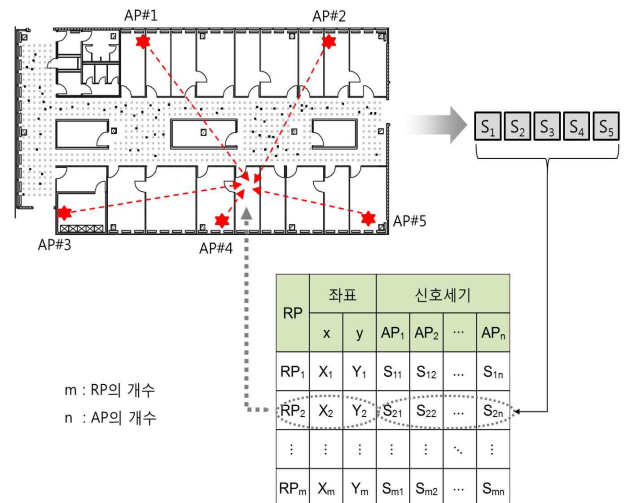 AP#1
AP#2
S₁ S₂ S₃ S₄ S₅
AP#3
AP#4
AP#5
RP 좌표 신호세기
x y AP₁ AP₂ ⋯ APₙ
RP₁ X₁ Y₁ S₁₁ S₁₂ ... S₁ₙ
m : RP의 개수
RP₂ X₂ Y₂ S₂₁ S₂₂ ... S₂ₙ
n : AP의 개수
⋮ ⋮ ⋮ ⋮ ⋮ ⋱ ⋮
RPₘ Xₘ Yₘ Sₘ₁ Sₘ₂ ... Sₘₙ